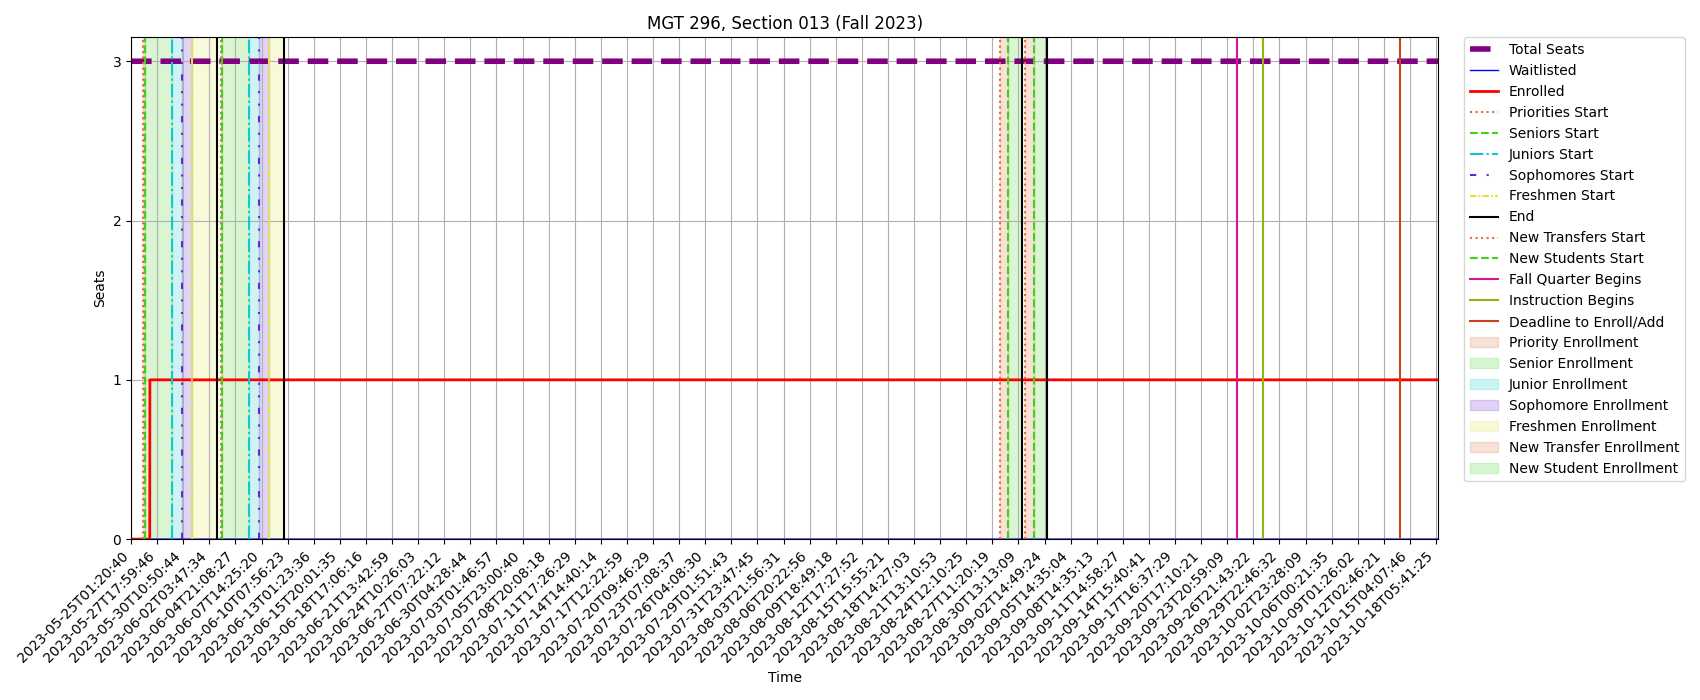 MGT 296, Section 013 (Fall 2023)
Seats
3
2
1
0
2023-05-25T01:20:40
2023-05-27T17:59:46
2023-05-30T10:50:44
2023-06-02T03:47:34
2023-06-04T21:08:27
2023-06-07T14:25:20
2023-06-10T07:56:23
2023-06-13T01:23:36
2023-06-15T20:01:35
2023-06-18T17:06:16
2023-06-21T13:42:59
2023-06-24T10:26:03
2023-06-27T07:22:12
2023-06-30T04:28:44
2023-07-03T01:46:57
2023-07-05T23:00:40
2023-07-08T20:08:18
2023-07-11T17:26:29
2023-07-14T14:40:14
2023-07-17T12:22:59
2023-07-20T09:46:29
2023-07-23T07:08:37
2023-07-26T04:08:30
2023-07-29T01:51:43
2023-07-31T23:47:45
2023-08-03T21:56:31
2023-08-06T20:22:56
2023-08-09T18:49:18
2023-08-12T17:27:52
2023-08-15T15:55:21
2023-08-18T14:27:03
2023-08-21T13:10:53
2023-08-24T12:10:25
2023-08-27T11:20:19
2023-08-30T13:13:09
2023-09-02T14:49:24
2023-09-05T14:35:04
2023-09-08T14:35:13
2023-09-11T14:58:27
2023-09-14T15:40:41
2023-09-17T16:37:29
2023-09-20T17:10:21
2023-09-23T20:59:09
2023-09-26T21:43:22
2023-09-29T22:46:32
2023-10-02T23:28:09
2023-10-06T00:21:35
2023-10-09T01:26:02
2023-10-12T02:46:21
2023-10-15T04:07:46
2023-10-18T05:41:25
Time
Total Seats
Waitlisted
Enrolled
Priorities Start
Seniors Start
Juniors Start
Sophomores Start
Freshmen Start
End
New Transfers Start
New Students Start
Fall Quarter Begins
Instruction Begins
Deadline to Enroll/Add
Priority Enrollment
Senior Enrollment
Junior Enrollment
Sophomore Enrollment
Freshmen Enrollment
New Transfer Enrollment
New Student Enrollment